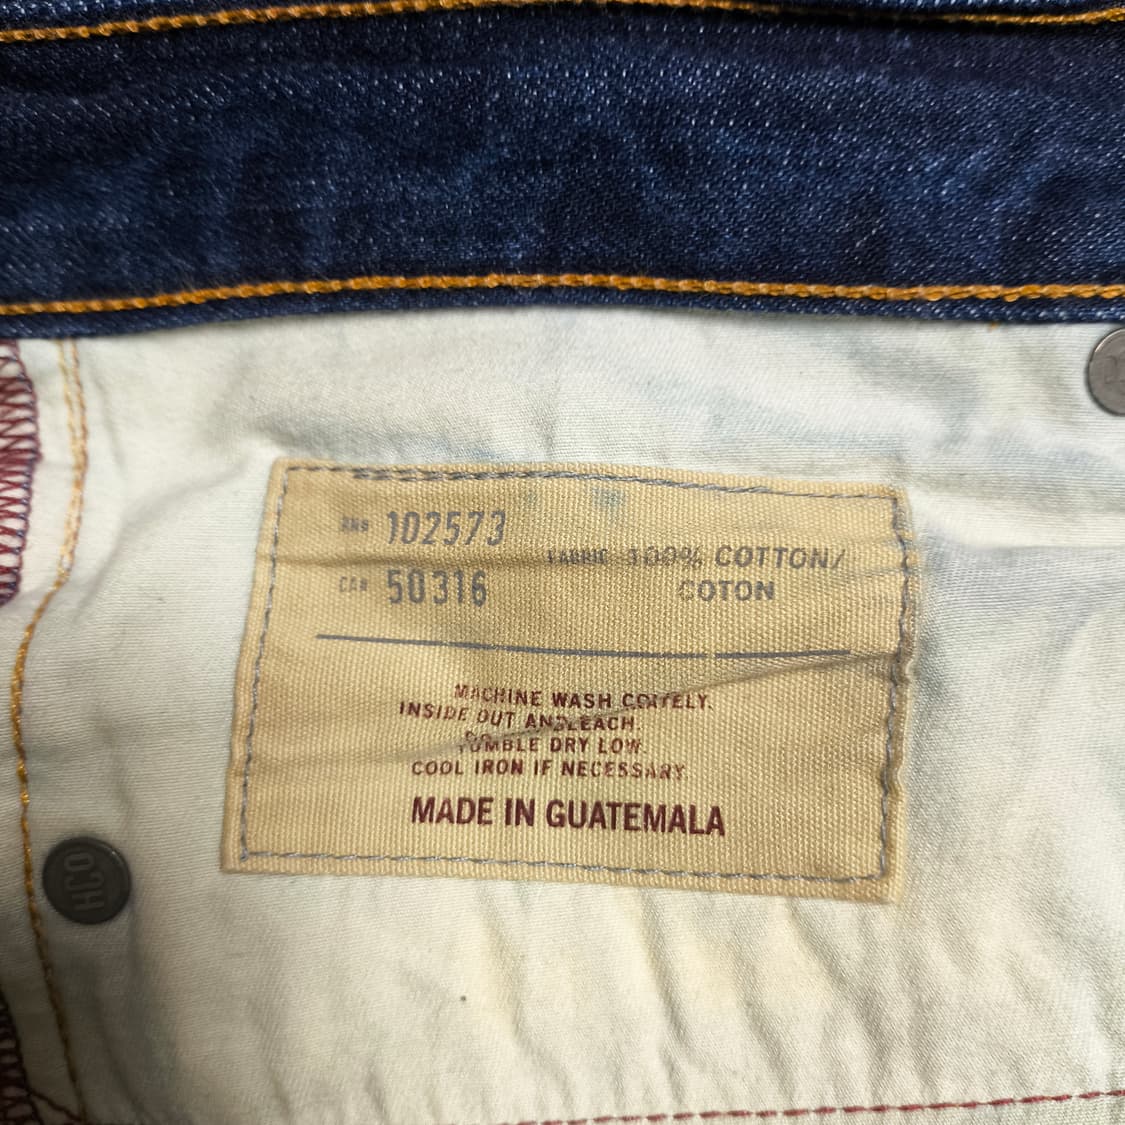 RN# 102573
CA# 50316
FABRIC 100% COTTON/
COTON
MACHINE WASH
INSIDE OUT
TUMBLE DRY LOW.
COOL IRON IF NECESSARY.
MADE IN GUATEMALA
HCO